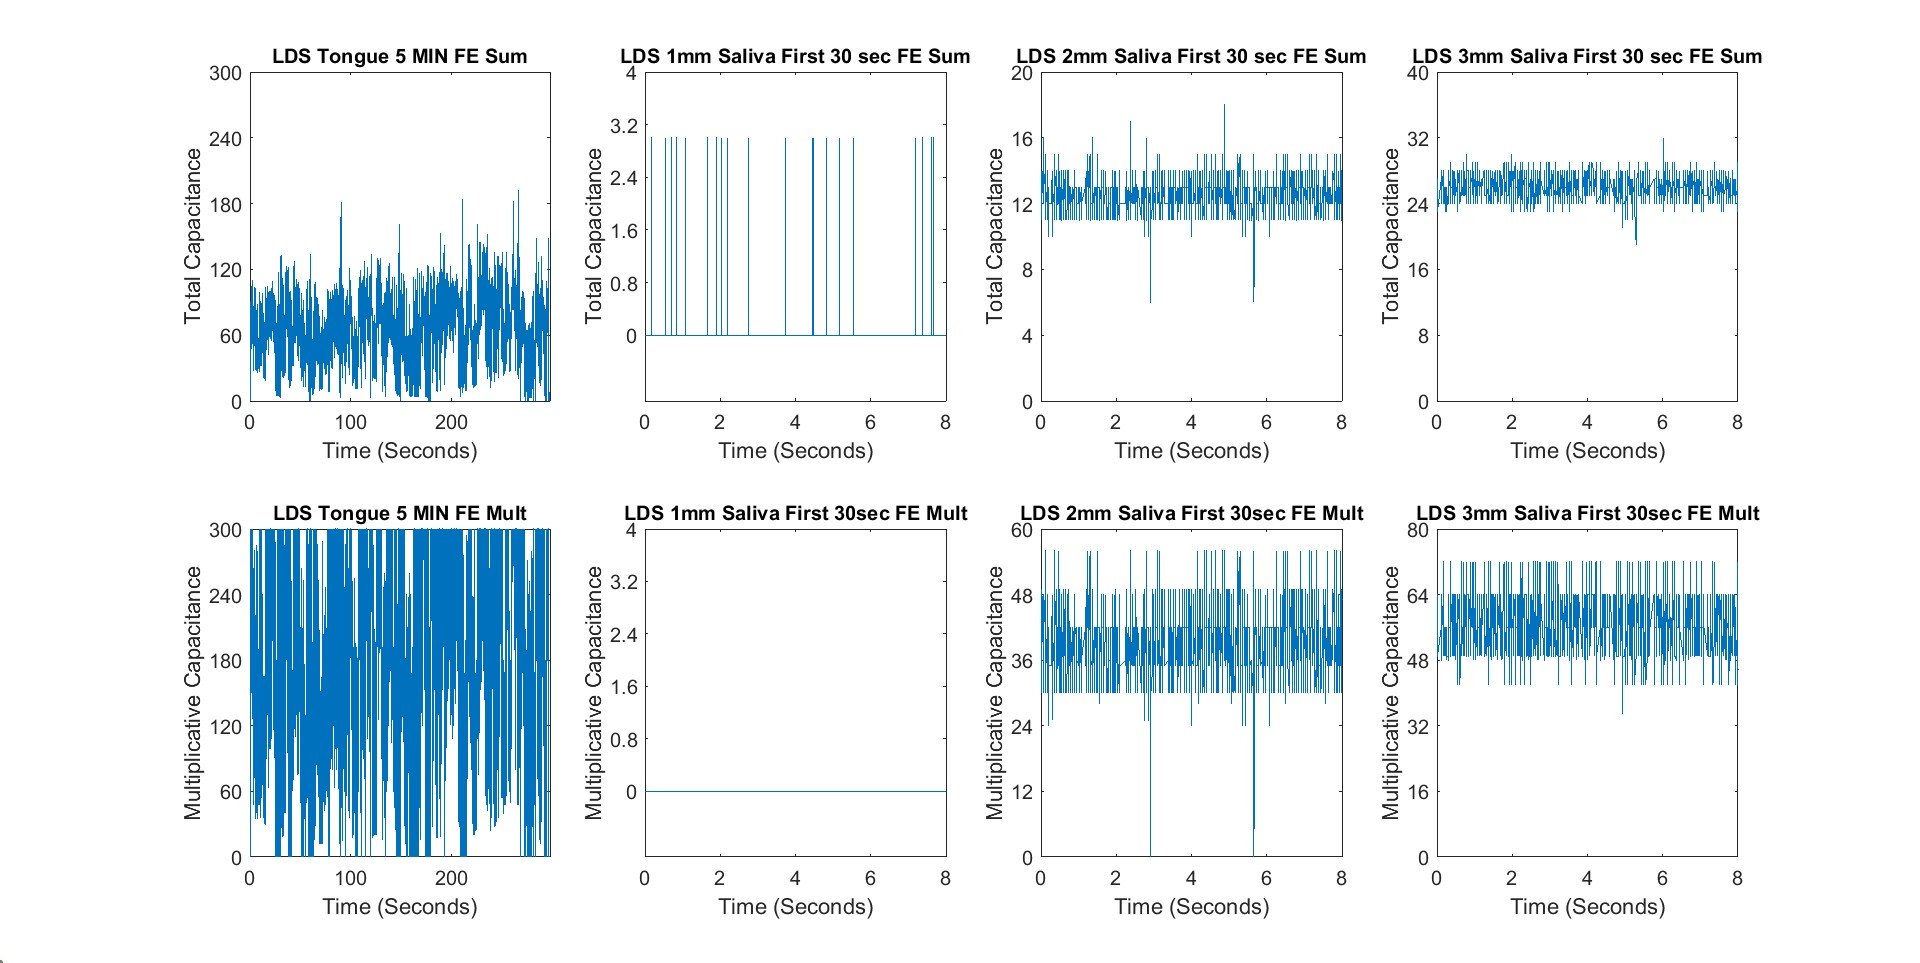 LDS Tongue 5 MIN FE Sum
300
240
180
120
60
0
0 100 200
Total Capacitance
Time (Seconds)
LDS 1mm Saliva First 30 sec FE Sum
4
3.2
2.4
1.6
0.8
0
0 2 4 6 8
Total Capacitance
Time (Seconds)
LDS 2mm Saliva First 30 sec FE Sum
20
16
12
8
4
0
0 2 4 6 8
Total Capacitance
Time (Seconds)
LDS 3mm Saliva First 30 sec FE Sum
40
32
24
16
8
0
0 2 4 6 8
Total Capacitance
Time (Seconds)
LDS Tongue 5 MIN FE Mult
300
240
180
120
60
0
0 100 200
Multiplicative Capacitance
Time (Seconds)
LDS 1mm Saliva First 30sec FE Mult
4
3.2
2.4
1.6
0.8
0
0 2 4 6 8
Multiplicative Capacitance
Time (Seconds)
LDS 2mm Saliva First 30sec FE Mult
60
48
36
24
12
0
0 2 4 6 8
Multiplicative Capacitance
Time (Seconds)
LDS 3mm Saliva First 30sec FE Mult
80
64
48
32
16
0
0 2 4 6 8
Multiplicative Capacitance
Time (Seconds)